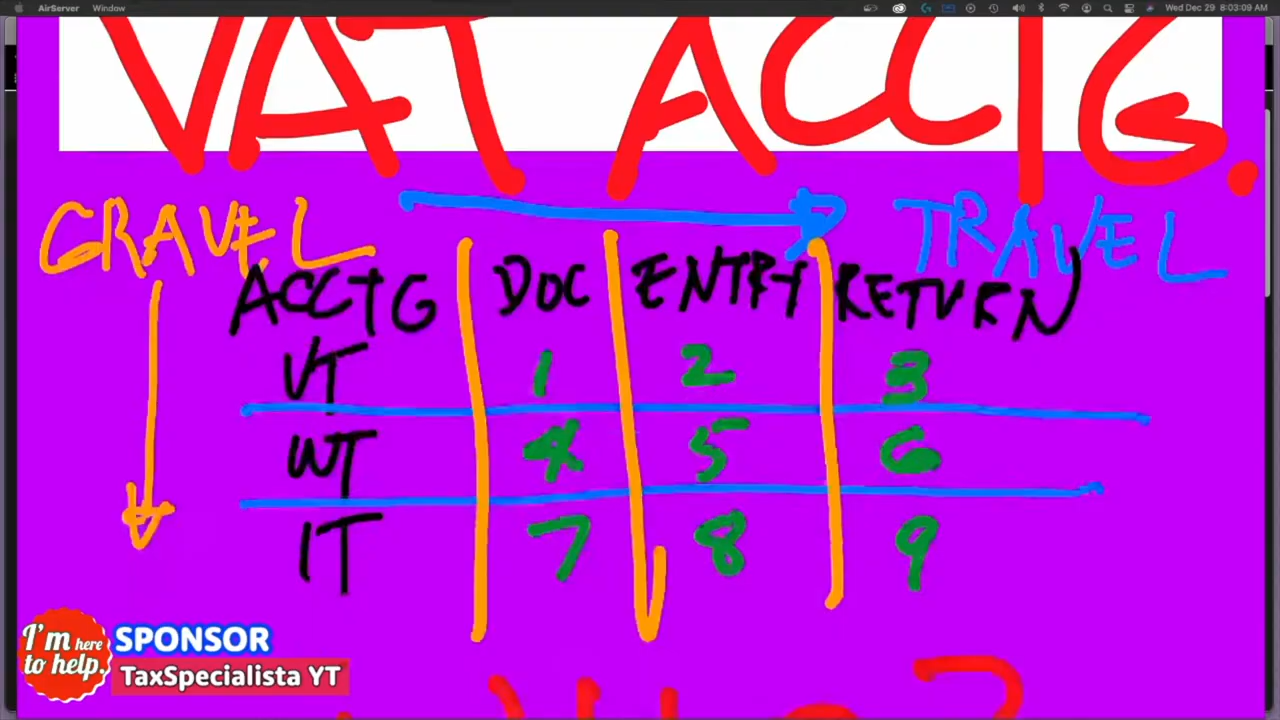 AirServer Window Wed Dec 29 8:03:09 AM
VAT ACCTG.
GRAVEL TRAVEL
ACCTG DOC ENTRY RETURN
VT 1 2 3
WT 4 5 6
IT 7 8 9
I'm here to help.
SPONSOR
TaxSpecialista YT